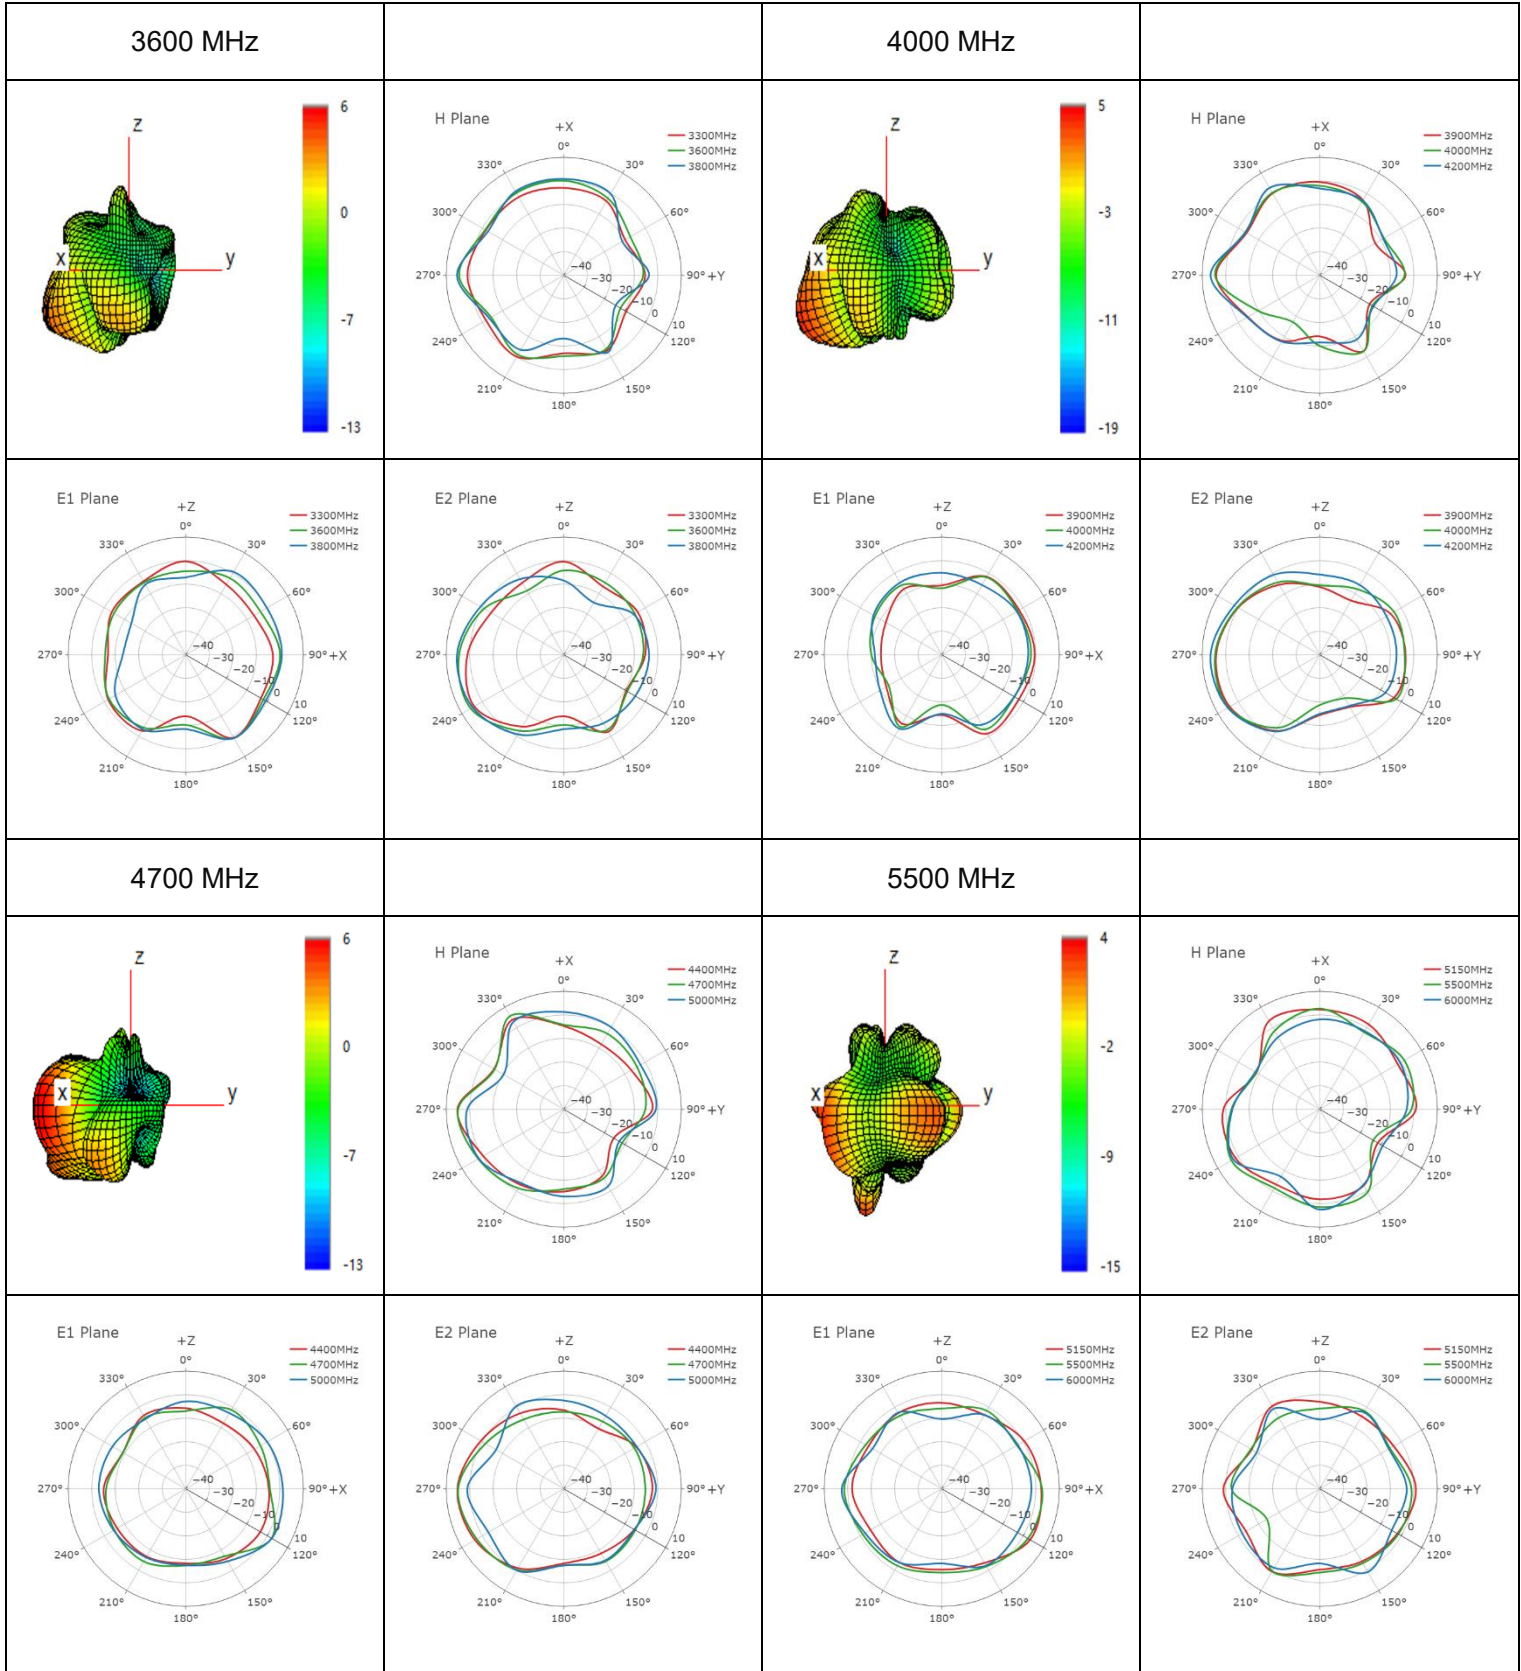 3600 MHz
4000 MHz
6
0
-7
-13
z
x
y
H Plane
+X
0°
3300MHz
3600MHz
3800MHz
330°
30°
300°
60°
270°
90°+Y
240°
120°
210°
150°
180°
-40
-30
-20
-10
0
10
5
-3
-11
-19
z
x
y
H Plane
+X
0°
3900MHz
4000MHz
4200MHz
330°
30°
300°
60°
270°
90°+Y
240°
120°
210°
150°
180°
-40
-30
-20
-10
0
10
E1 Plane
+Z
0°
3300MHz
3600MHz
3800MHz
330°
30°
300°
60°
270°
90°+X
240°
120°
210°
150°
180°
-40
-30
-20
-10
0
10
E2 Plane
+Z
0°
3300MHz
3600MHz
3800MHz
330°
30°
300°
60°
270°
90°+Y
240°
120°
210°
150°
180°
-40
-30
-20
-10
0
10
E1 Plane
+Z
0°
3900MHz
4000MHz
4200MHz
330°
30°
300°
60°
270°
90°+X
240°
120°
210°
150°
180°
-40
-30
-20
-10
0
10
E2 Plane
+Z
0°
3900MHz
4000MHz
4200MHz
330°
30°
300°
60°
270°
90°+Y
240°
120°
210°
150°
180°
-40
-30
-20
-10
0
10
4700 MHz
5500 MHz
6
0
-7
-13
z
x
y
H Plane
+X
0°
4400MHz
4700MHz
5000MHz
330°
30°
300°
60°
270°
90°+Y
240°
120°
210°
150°
180°
-40
-30
-20
-10
0
10
4
-2
-9
-15
z
x
y
H Plane
+X
0°
5150MHz
5500MHz
6000MHz
330°
30°
300°
60°
270°
90°+Y
240°
120°
210°
150°
180°
-40
-30
-20
-10
0
10
E1 Plane
+Z
0°
4400MHz
4700MHz
5000MHz
330°
30°
300°
60°
270°
90°+X
240°
120°
210°
150°
180°
-40
-30
-20
-10
0
10
E2 Plane
+Z
0°
4400MHz
4700MHz
5000MHz
330°
30°
300°
60°
270°
90°+Y
240°
120°
210°
150°
180°
-40
-30
-20
-10
0
10
E1 Plane
+Z
0°
5150MHz
5500MHz
6000MHz
330°
30°
300°
60°
270°
90°+X
240°
120°
210°
150°
180°
-40
-30
-20
-10
0
10
E2 Plane
+Z
0°
5150MHz
5500MHz
6000MHz
330°
30°
300°
60°
270°
90°+Y
240°
120°
210°
150°
180°
-40
-30
-20
-10
0
10